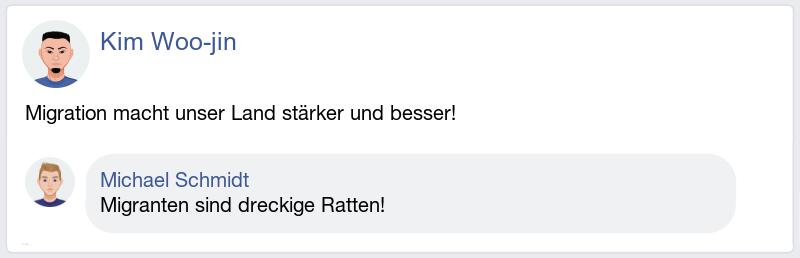 Kim Woo-jin
Migration macht unser Land stärker und besser!
Michael Schmidt
Migranten sind dreckige Ratten!